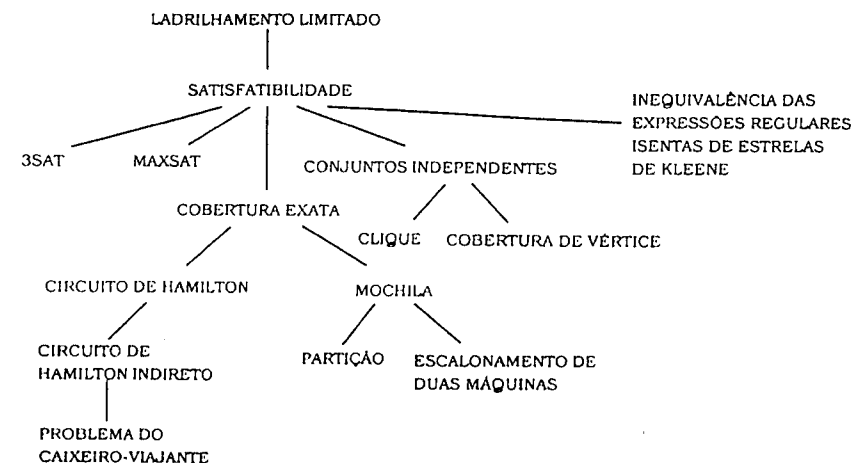 LADRILHAMENTO LIMITADO
SATISFATIBILIDADE
INEQUIVALÊNCIA DAS
EXPRESSÕES REGULARES
ISENTAS DE ESTRELAS
DE KLEENE
3SAT
MAXSAT
CONJUNTOS INDEPENDENTES
COBERTURA EXATA
CLIQUE
COBERTURA DE VÉRTICE
CIRCUITO DE HAMILTON
MOCHILA
CIRCUITO DE
HAMILTON INDIRETO
PARTIÇÃO
ESCALONAMENTO DE
DUAS MÁQUINAS
PROBLEMA DO
CAIXEIRO-VIAJANTE